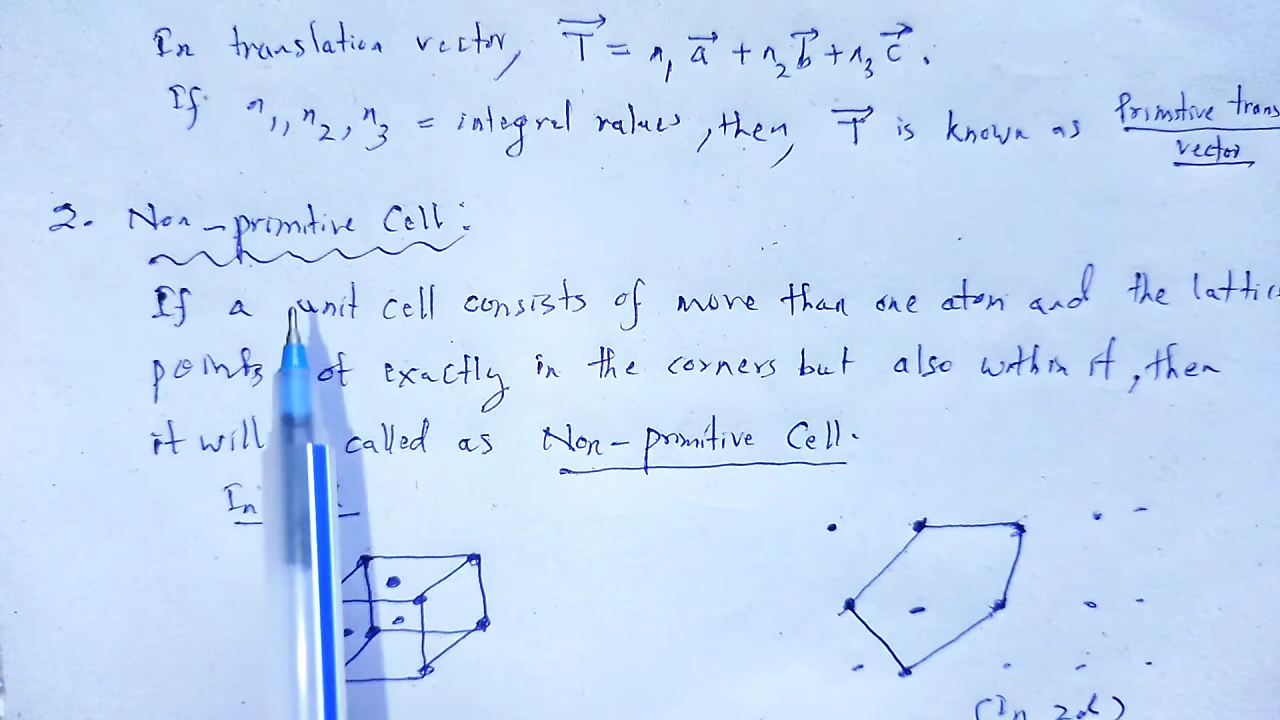 In translation vector, T = n₁ a + n₂ b + n₃ c.
If n₁, n₂, n₃ = integral values, then, T is known as Primitive trans
vector
2. Non-primitive Cell:
If a unit cell consists of more than one atom and the lattic
points of exactly in the corners but also within it, then
it will called as Non-primitive Cell.
In
(In 2d)